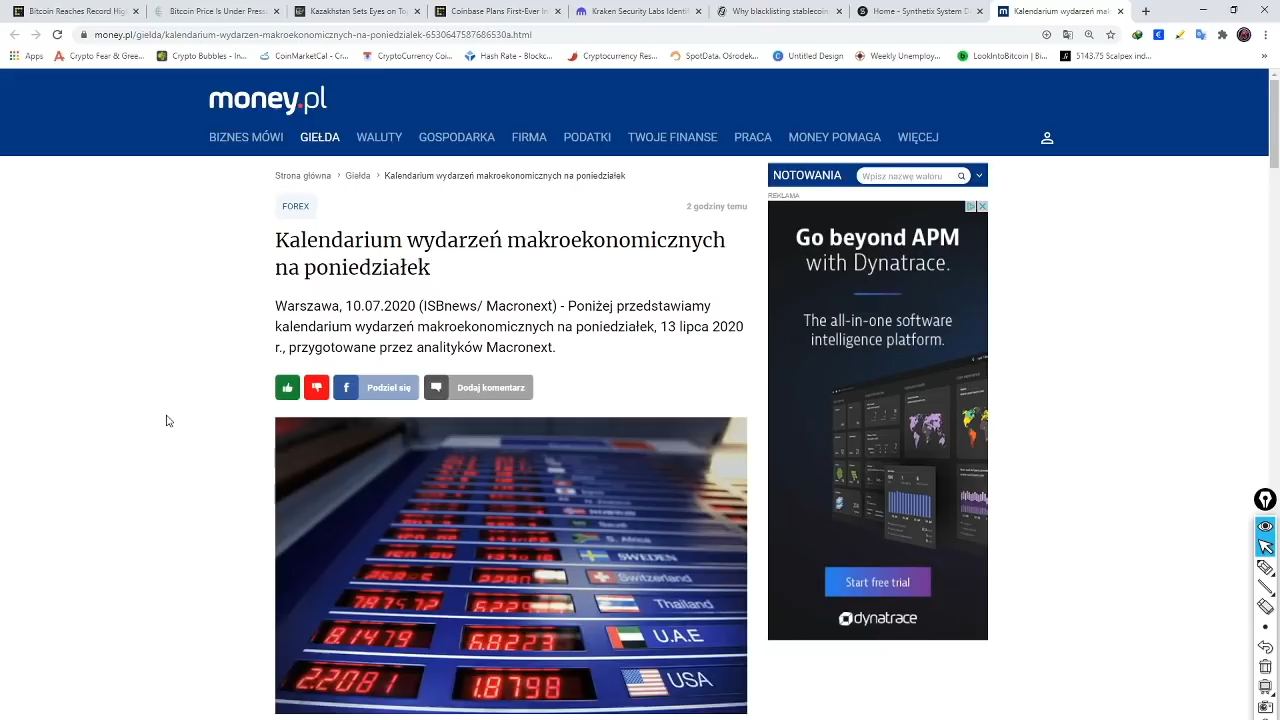 Bitcoin Reaches Record Hig
Bitcoin Price Is Under Press
Kazakhstan Sets Eyes on To
Coinbase Plans First-Ever In
Kraken Security Labs Identif
Why blacklisting stablecoin
Home - Synthetix System D
Kalendarium wydarzeń mak
money.pl/gielda/kalendarium-wydarzen-makroekonomicznych-na-poniedzialek-6530647587686530a.html
Apps
Crypto Fear & Gree...
Crypto Bubbles - In...
CoinMarketCal - Cr...
CryptoCurrency Co...
Hash Rate - Blockc...
Cryptocurrency Res...
SpotData. Ośrodek...
Untitled Design
Weekly Unemploy...
LookIntoBitcoin | Bi...
5143.75 Scalpex ind...
»
money.pl
BIZNES MÓWI GIEŁDA WALUTY GOSPODARKA FIRMA PODATKI TWOJE FINANSE PRACA MONEY POMAGA WIĘCEJ
Strona główna › Giełda › Kalendarium wydarzeń makroekonomicznych na poniedziałek
FOREX
2 godziny temu
Kalendarium wydarzeń makroekonomicznych
na poniedziałek
Warszawa, 10.07.2020 (ISBnews/ Macronext) - Poniżej przedstawiamy
kalendarium wydarzeń makroekonomicznych na poniedziałek, 13 lipca 2020
r., przygotowane przez analityków Macronext.
Podziel się
Dodaj komentarz
S. Africa
SWEDEN
Switzerland
Thailand
6.1479 6.8223 U.A.E
2.2081 1.8798 USA
NOTOWANIA
Wpisz nazwę waloru
REKLAMA
Go beyond APM
with Dynatrace.
The all-in-one software
intelligence platform.
Start free trial
dynatrace